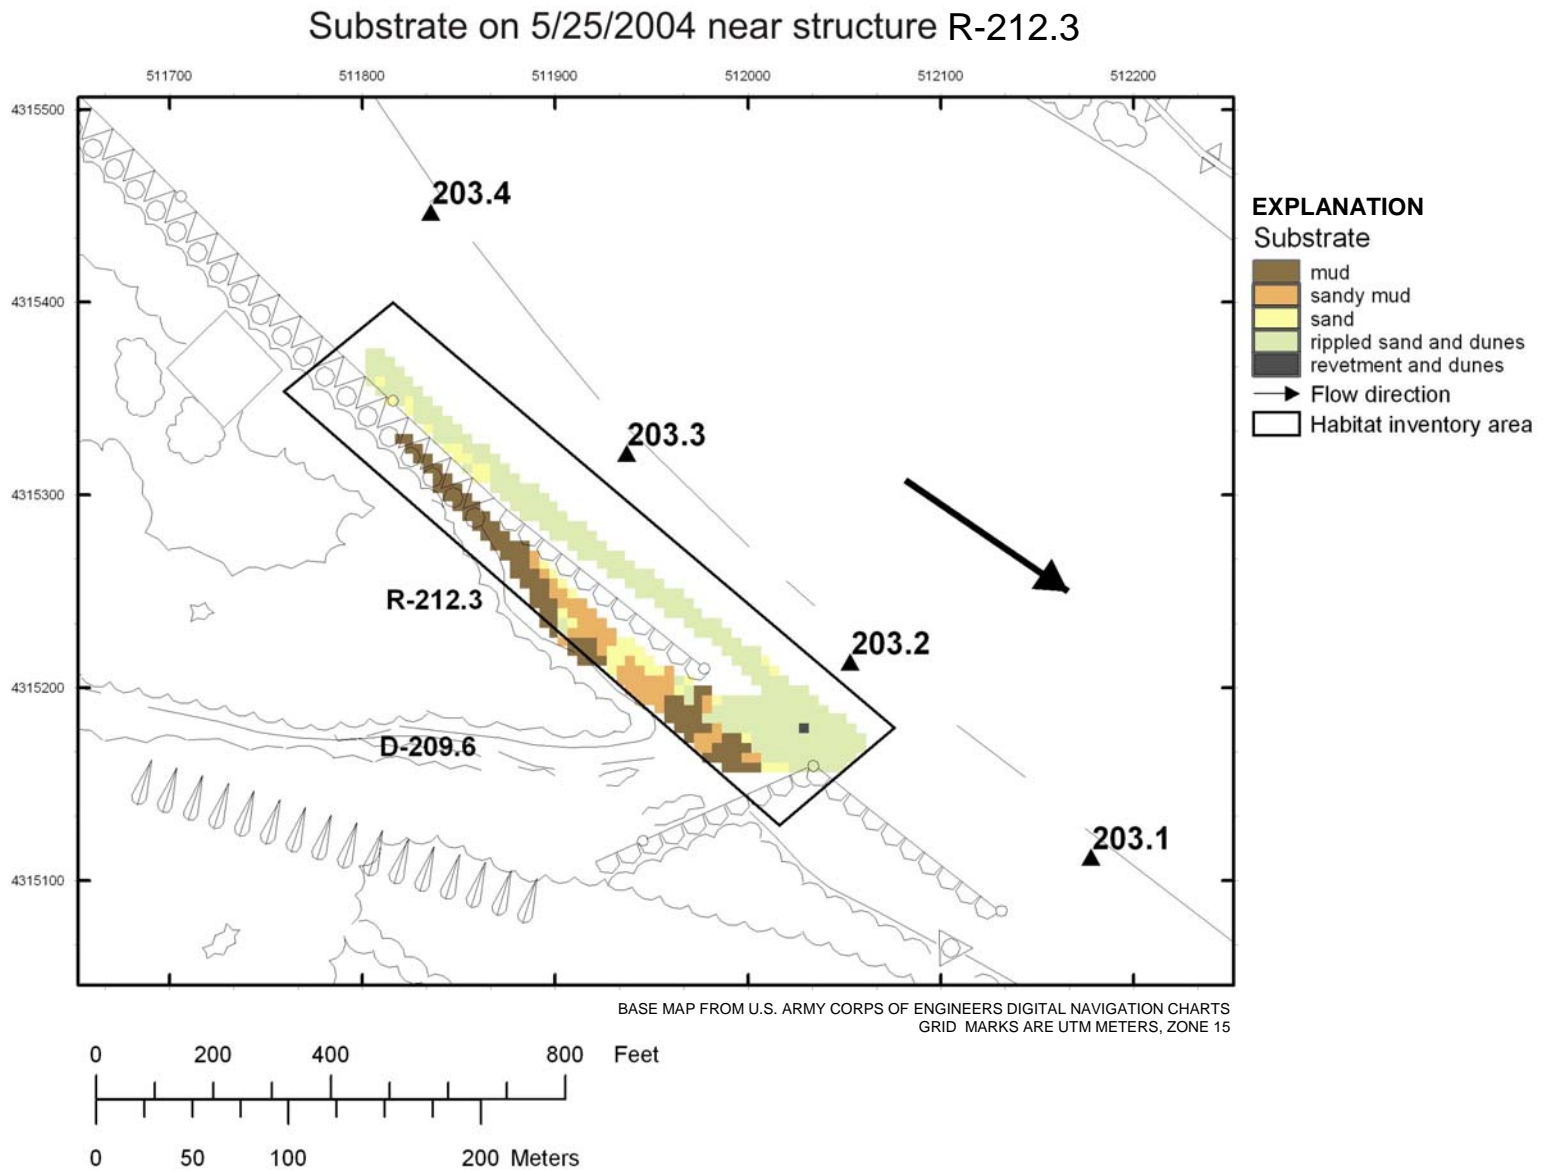 Substrate on 5/25/2004 near structure R-212.3
511700 511800 511900 512000 512100 512200
4315500
203.4
EXPLANATION
Substrate
mud
sandy mud
sand
rippled sand and dunes
revetment and dunes
Flow direction
Habitat inventory area
4315400
203.3
4315300
R-212.3
203.2
4315200
D-209.6
203.1
4315100
BASE MAP FROM U.S. ARMY CORPS OF ENGINEERS DIGITAL NAVIGATION CHARTS
GRID MARKS ARE UTM METERS, ZONE 15
0 200 400 800 Feet
0 50 100 200 Meters